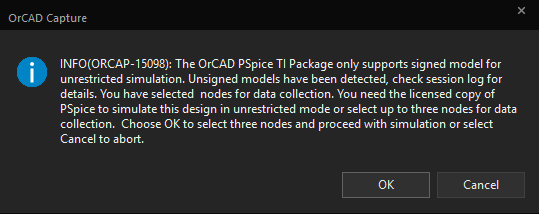 OrCAD Capture
INFO(ORCAP-15098): The OrCAD PSpice TI Package only supports signed model for
unrestricted simulation. Unsigned models have been detected, check session log for
details. You have selected  nodes for data collection. You need the licensed copy of
PSpice to simulate this design in unrestricted mode or select up to three nodes for data
collection.  Choose OK to select three nodes and proceed with simulation or select
Cancel to abort.
OK
Cancel